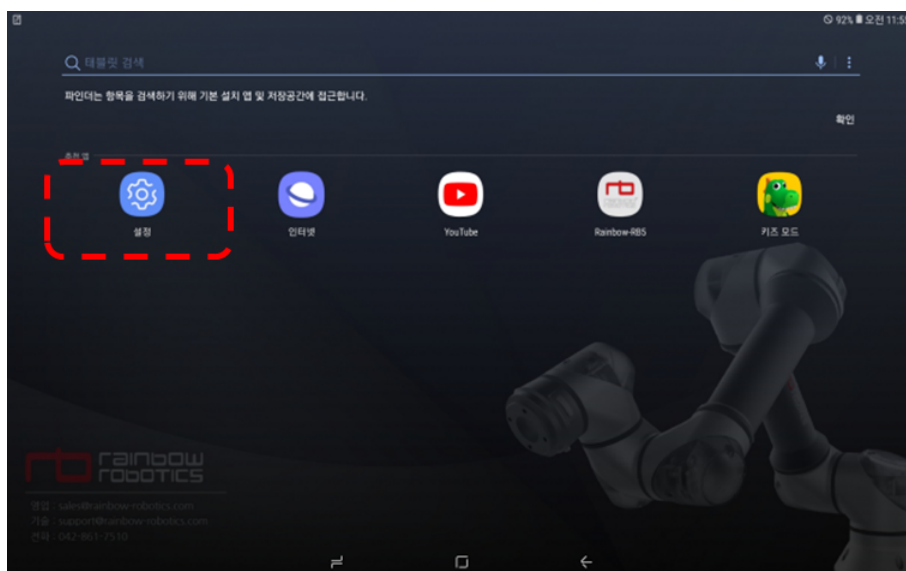 92% 오전 11:5
태블릿 검색
파인더는 항목을 검색하기 위해 기본 설치 앱 및 저장공간에 접근합니다.
확인
추천 앱
설정
인터넷
YouTube
Rainbow-RB5
키즈 모드
rainbow
robotics
영업 : sales@rainbow-robotics.com
기술 : support@rainbow-robotics.com
전화 : 042-861-7510